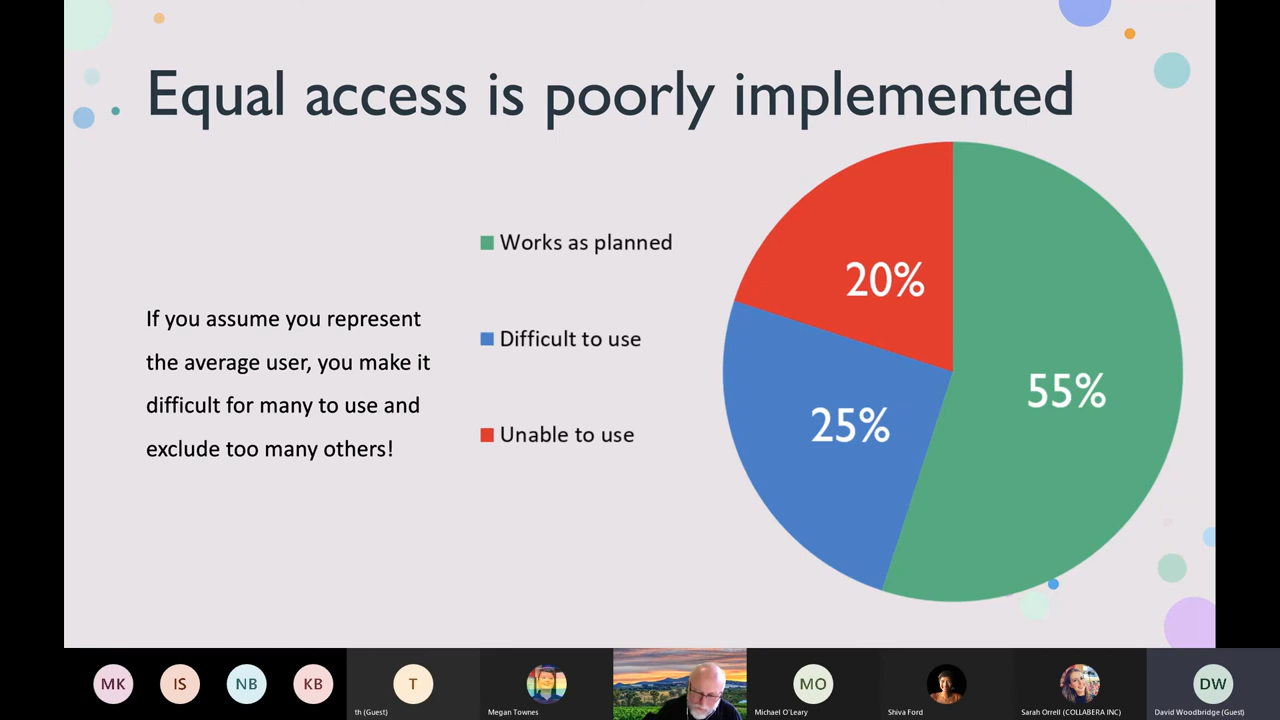 Equal access is poorly implemented
If you assume you represent
the average user, you make it
difficult for many to use and
exclude too many others!
Works as planned
Difficult to use
Unable to use
20%
55%
25%
MK
IS
NB
KB
T
MO
DW
th (Guest)
Megan Townes
Michael O'Leary
Shiva Ford
Sarah Orrell (COLLABERA INC)
David Woodbridge (Guest)